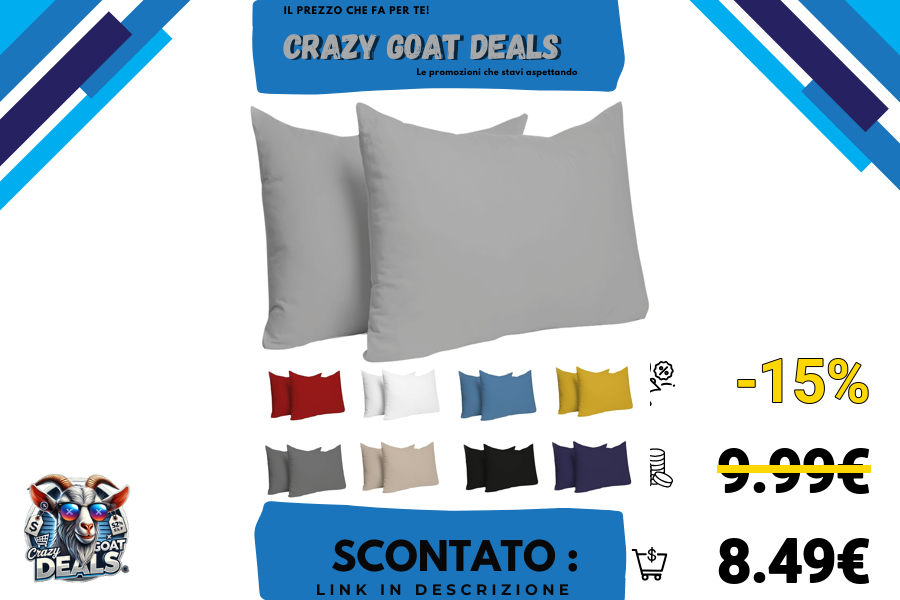 IL PREZZO CHE FA PER TE!
CRAZY GOAT DEALS
Le promozioni che stavi aspettando
-15%
9.99€
8.49€
SCONTATO :
LINK IN DESCRIZIONE
Crazy
GOAT
DEALS